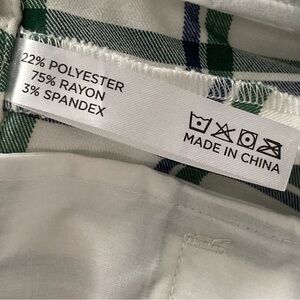 22% POLYESTER
75% RAYON
3% SPANDEX
MADE IN CHINA